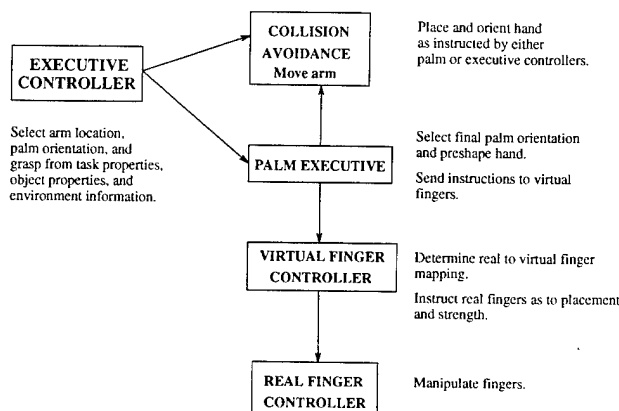 COLLISION
AVOIDANCE
Move arm
Place and orient hand
as instructed by either
palm or executive controllers.
EXECUTIVE
CONTROLLER
Select arm location,
palm orientation, and
grasp from task properties,
object properties, and
environment information.
PALM EXECUTIVE
Select final palm orientation
and preshape hand.
Send instructions to virtual
fingers.
VIRTUAL FINGER
CONTROLLER
Determine real to virtual finger
mapping.
Instruct real fingers as to placement
and strength.
REAL FINGER
CONTROLLER
Manipulate fingers.